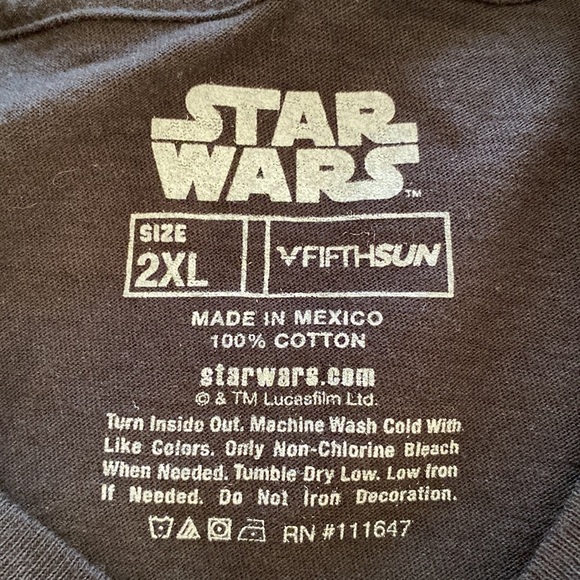 STAR
WARS™
SIZE
2XL
FIFTHSUN
MADE IN MEXICO
100% COTTON
starwars.com
© & TM Lucasfilm Ltd.
Turn Inside Out. Machine Wash Cold With
Like Colors. Only Non-Chlorine Bleach
When Needed. Tumble Dry Low. Low Iron
If Needed. Do Not Iron Decoration.
RN #111647